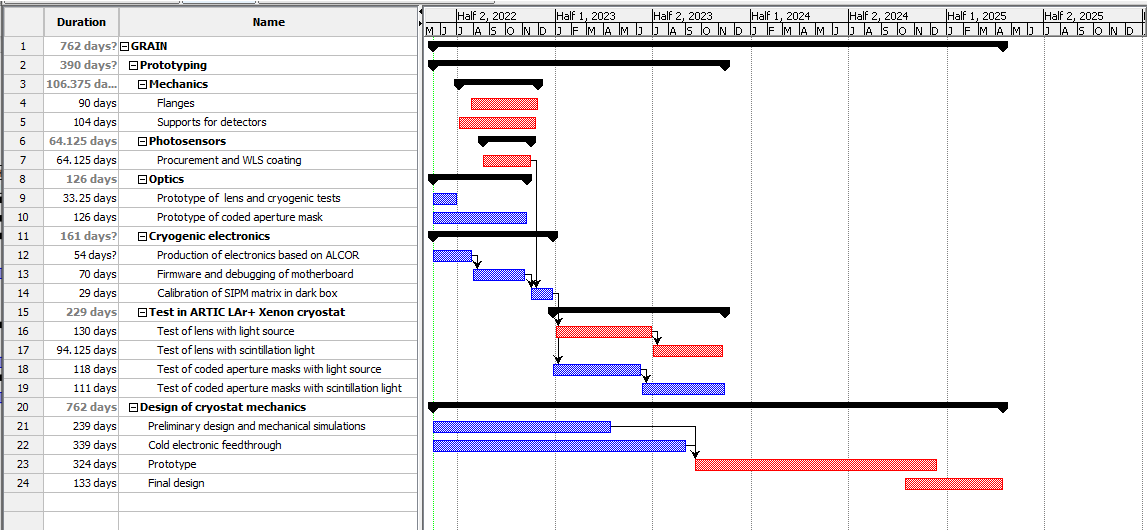 Duration Name Half 2, 2022 Half 1, 2023 Half 2, 2023 Half 1, 2024 Half 2, 2024 Half 1, 2025 Half 2, 2025
M J J A S O N D J F M A M J J A S O N D J F M A M J J A S O N D J F M A M J J A S O N D
1 762 days? GRAIN
2 390 days? Prototyping
3 106.375 da... Mechanics
4 90 days Flanges
5 104 days Supports for detectors
6 64.125 days Photosensors
7 64.125 days Procurement and WLS coating
8 126 days Optics
9 33.25 days Prototype of lens and cryogenic tests
10 126 days Prototype of coded aperture mask
11 161 days? Cryogenic electronics
12 54 days? Production of electronics based on ALCOR
13 70 days Firmware and debugging of motherboard
14 29 days Calibration of SIPM matrix in dark box
15 229 days Test in ARTIC LAr+ Xenon cryostat
16 130 days Test of lens with light source
17 94.125 days Test of lens with scintillation light
18 118 days Test of coded aperture masks with light source
19 111 days Test of coded aperture masks with scintillation light
20 762 days Design of cryostat mechanics
21 239 days Preliminary design and mechanical simulations
22 339 days Cold electronic feedthrough
23 324 days Prototype
24 133 days Final design